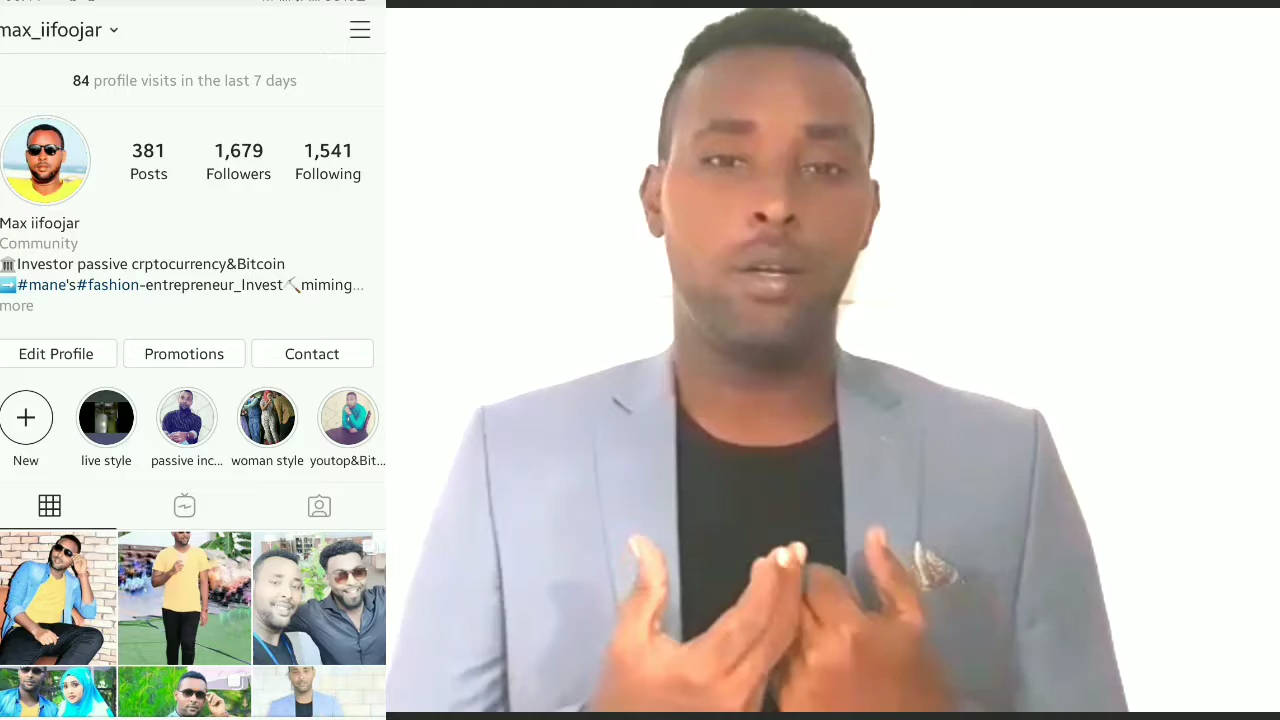 max_iifoojar
84 profile visits in the last 7 days
381 1,679 1,541
Posts Followers Following
Max iifoojar
Community
🏛Investor passive crptocurrency&Bitcoin
➡#mane's#fashion-entrepreneur_Invest⛏miming...
more
Edit Profile Promotions Contact
New live style passive inc... woman style youtop&Bit...